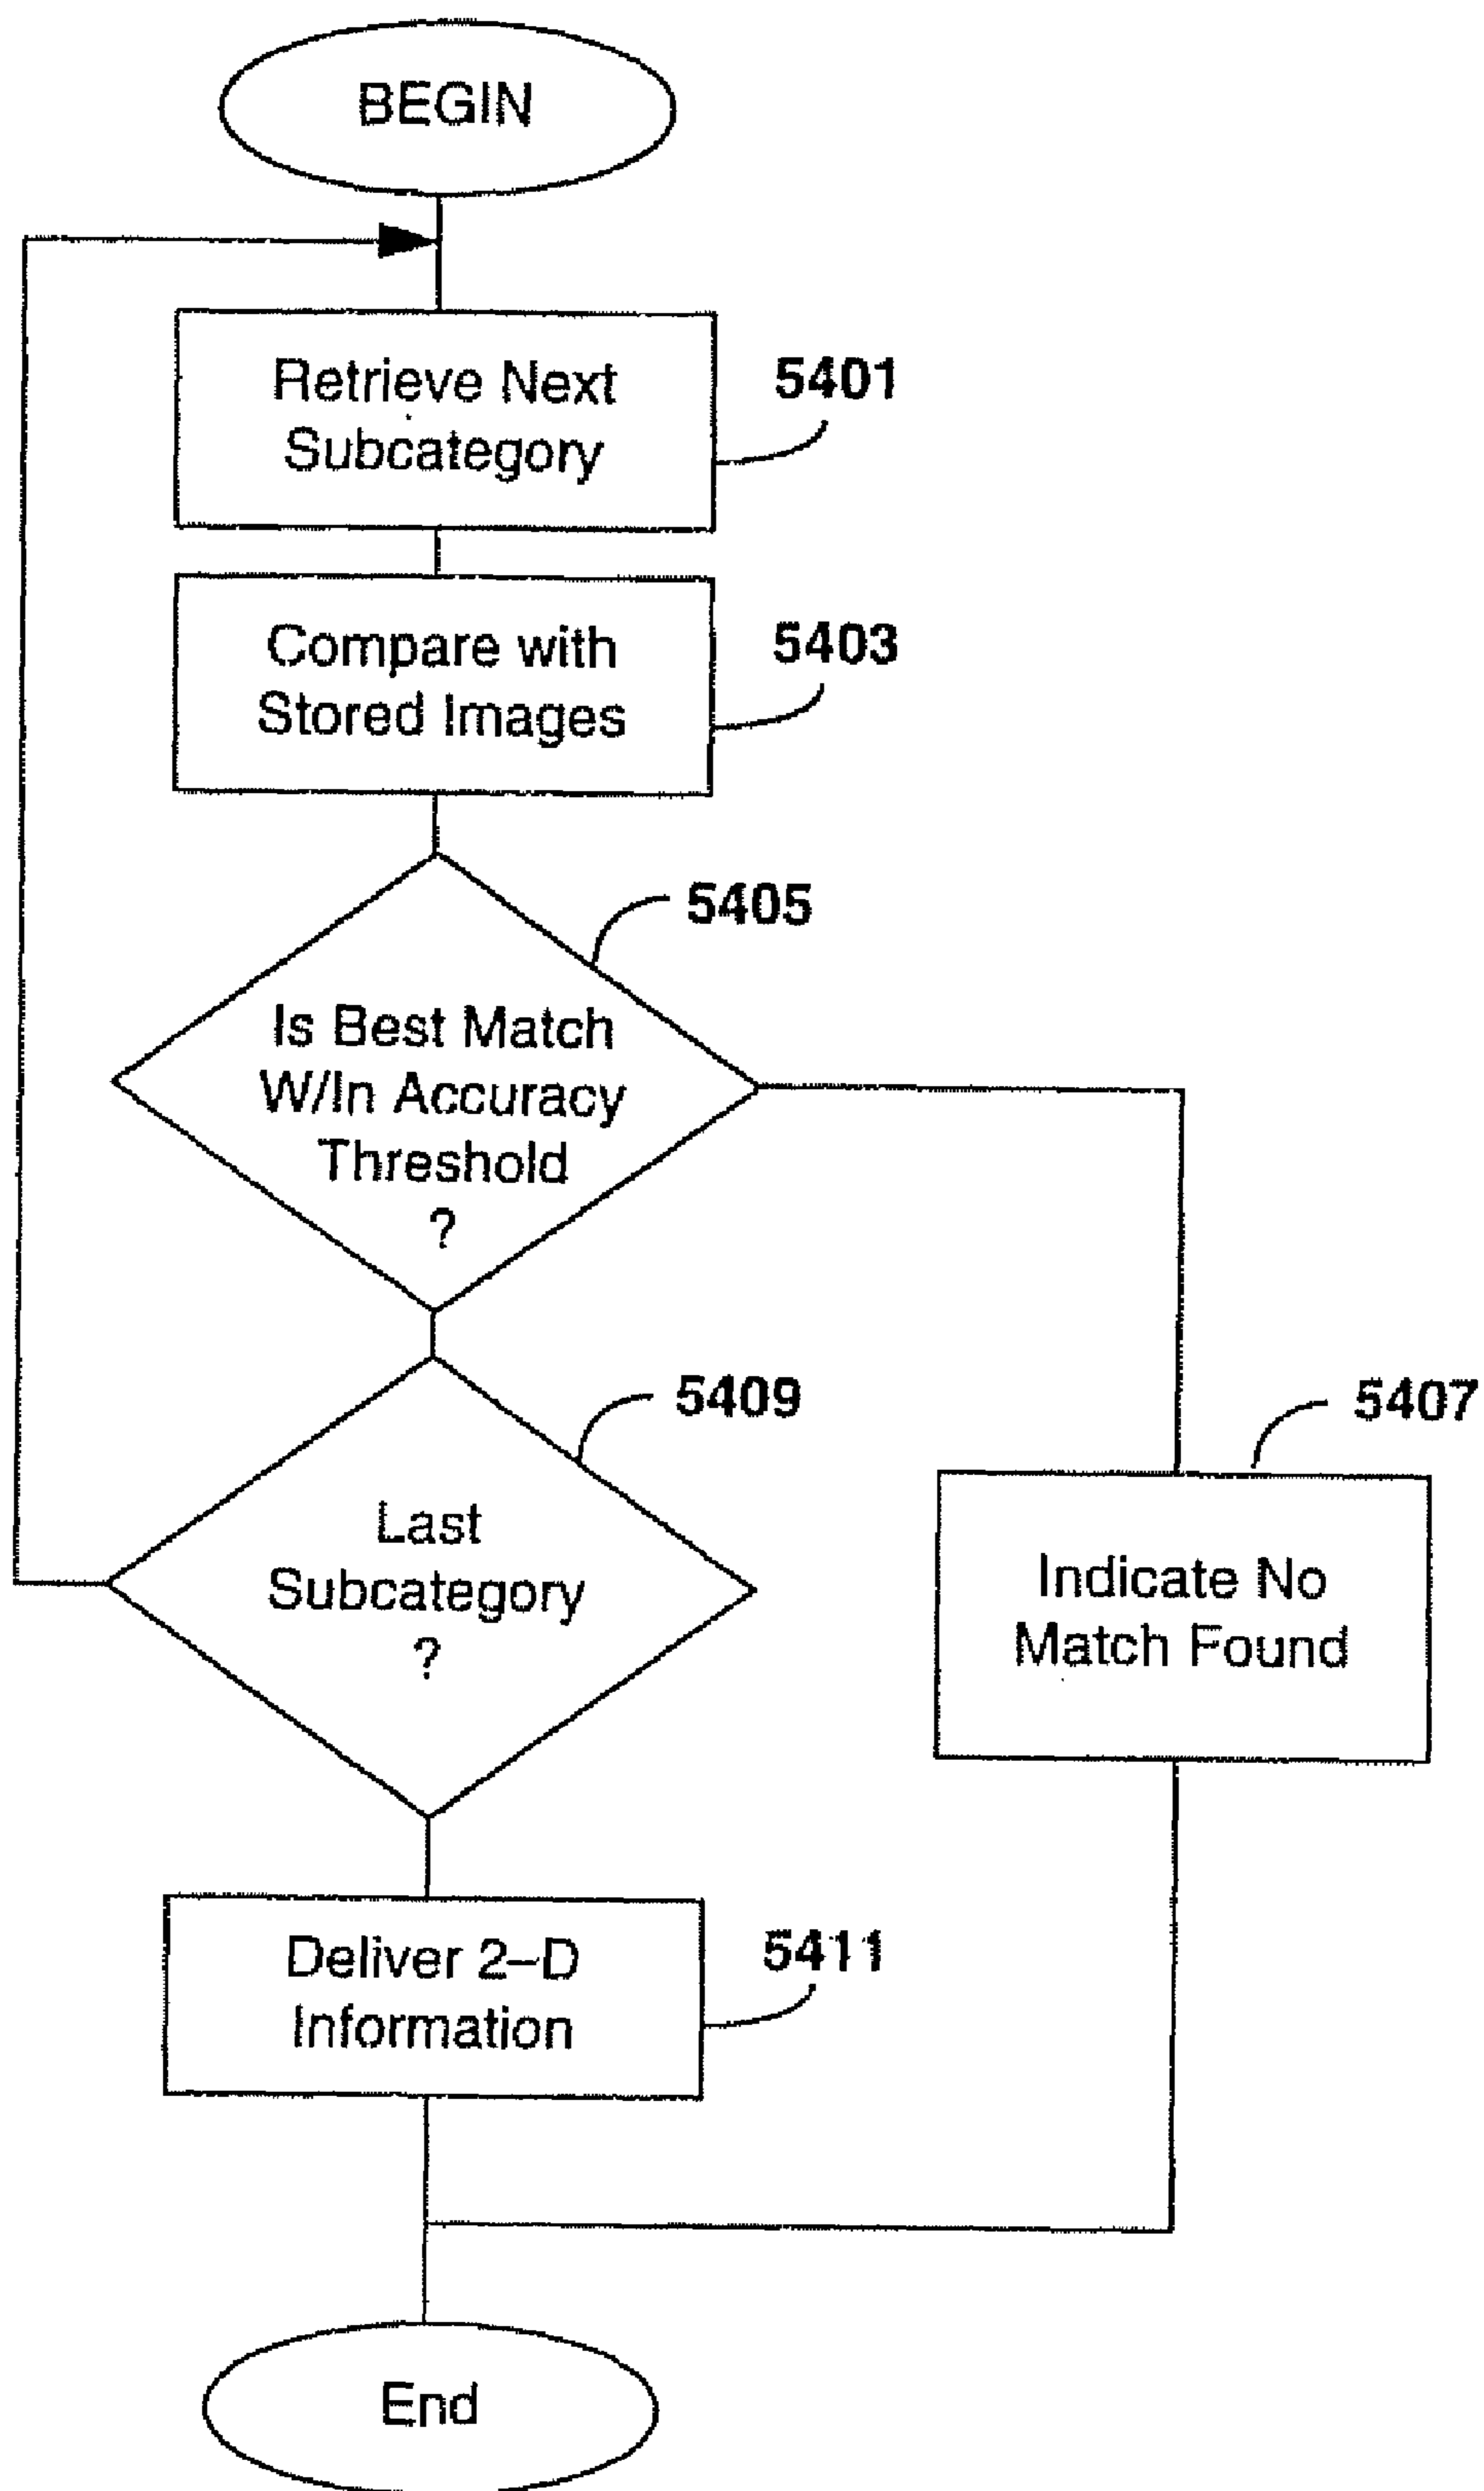 BEGIN
Retrieve Next
Subcategory
5401
Compare with
Stored Images
5403
5405
Is Best Match
W/In Accuracy
Threshold
?
5409
Last
Subcategory
?
5407
Indicate No
Match Found
Deliver 2–D
Information
5411
End